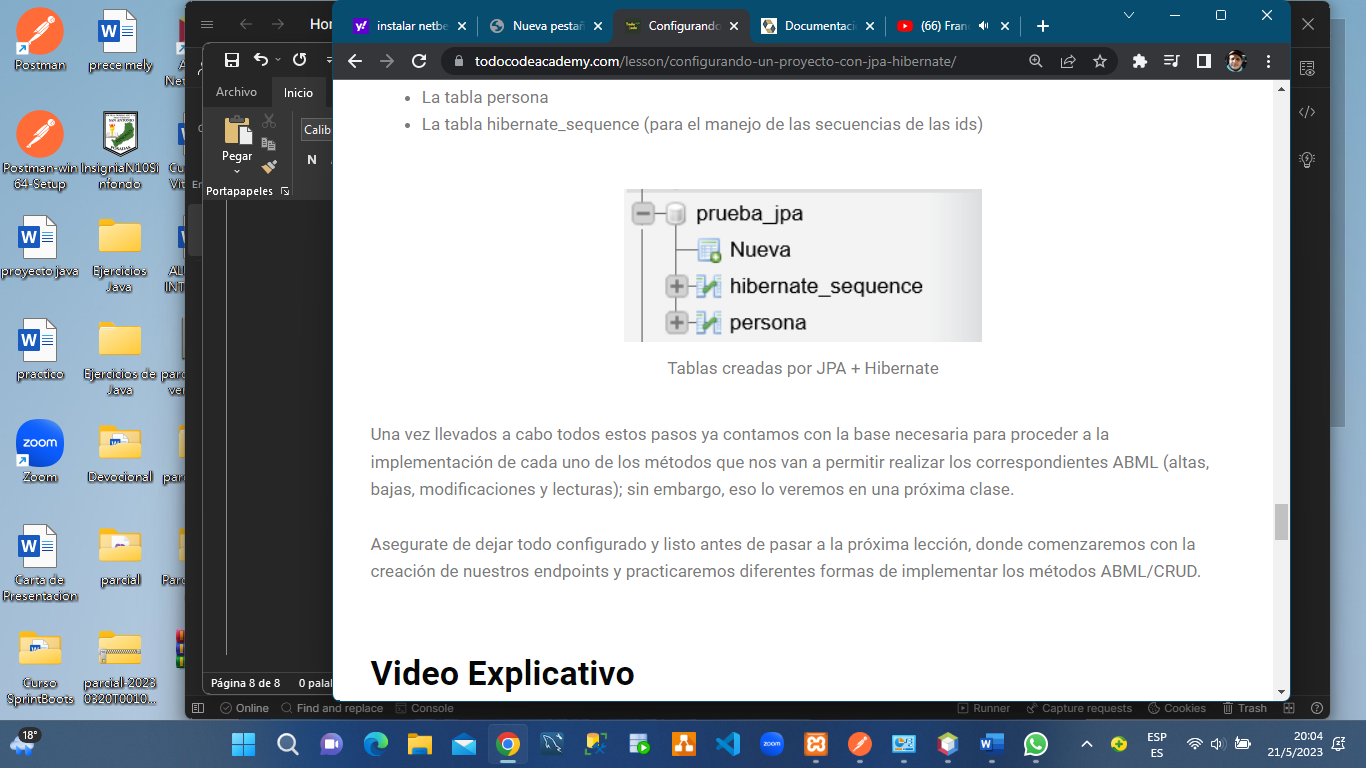 Postman
prece mely
Postman-win
64-Setup
InsigniaN10Si
nfondo
proyecto java
Ejercicios
Java
practico
Ejercicios de
Java
Zoom
Devocional
Carta de
Presentacion
parcial
Curso
SprintBoots
parcial-2023
0320T0010...
Archivo
Inicio
Pegar
Calib
N
Portapapeles
Página 8 de 8
0 palal
instalar netbe
Nueva pestañ
Configurando
Documentaci
(66) Franc
todocodeacademy.com/lesson/configurando-un-proyecto-con-jpa-hibernate/
La tabla persona
La tabla hibernate_sequence (para el manejo de las secuencias de las ids)
prueba_jpa
Nueva
hibernate_sequence
persona
Tablas creadas por JPA + Hibernate
Una vez llevados a cabo todos estos pasos ya contamos con la base necesaria para proceder a la
implementación de cada uno de los métodos que nos van a permitir realizar los correspondientes ABML (altas,
bajas, modificaciones y lecturas); sin embargo, eso lo veremos en una próxima clase.
Asegurate de dejar todo configurado y listo antes de pasar a la próxima lección, donde comenzaremos con la
creación de nuestros endpoints y practicaremos diferentes formas de implementar los métodos ABML/CRUD.
Video Explicativo
Online
Find and replace
Console
Runner
Capture requests
Cookies
Trash
18°
ESP
ES
20:04
21/5/2023